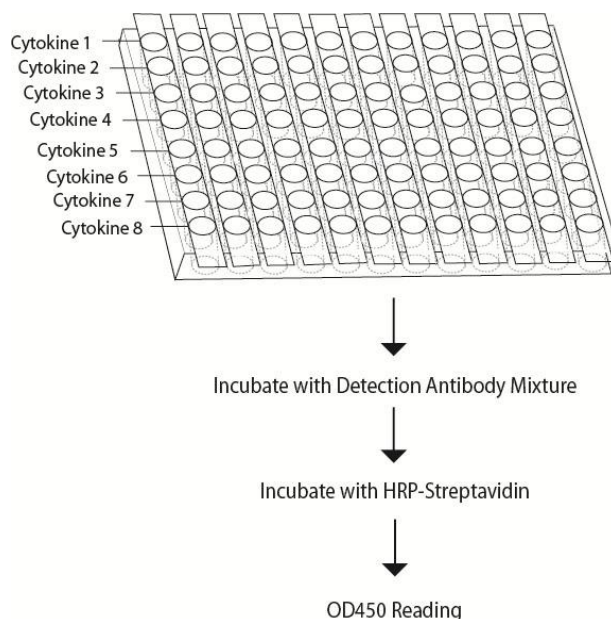 Cytokine 1
Cytokine 2
Cytokine 3
Cytokine 4
Cytokine 5
Cytokine 6
Cytokine 7
Cytokine 8
Incubate with Detection Antibody Mixture
Incubate with HRP-Streptavidin
OD450 Reading